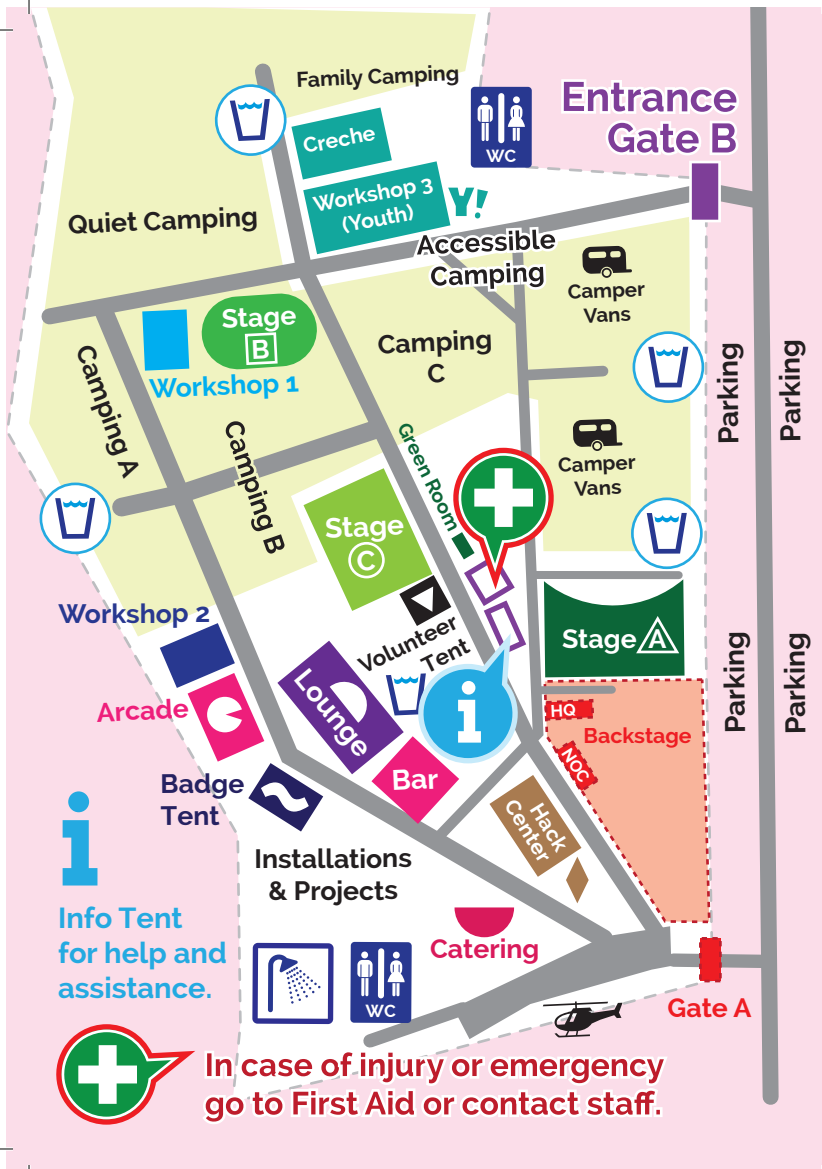 Family Camping
Entrance
Gate B
WC
Creche
Workshop 3
(Youth)
Y!
Quiet Camping
Accessible
Camping
Camper
Vans
Stage
B
Workshop 1
Camping
C
Parking
Parking
Camping A
Camping B
Green Room
Camper
Vans
Stage
C
Workshop 2
Volunteer
Tent
Stage A
Parking
Parking
Lounge
i
Arcade
HQ
Backstage
NOC
Bar
Badge
Tent
Hack
Center
i
Installations
& Projects
Info Tent
for help and
assistance.
Catering
WC
Gate A
In case of injury or emergency
go to First Aid or contact staff.